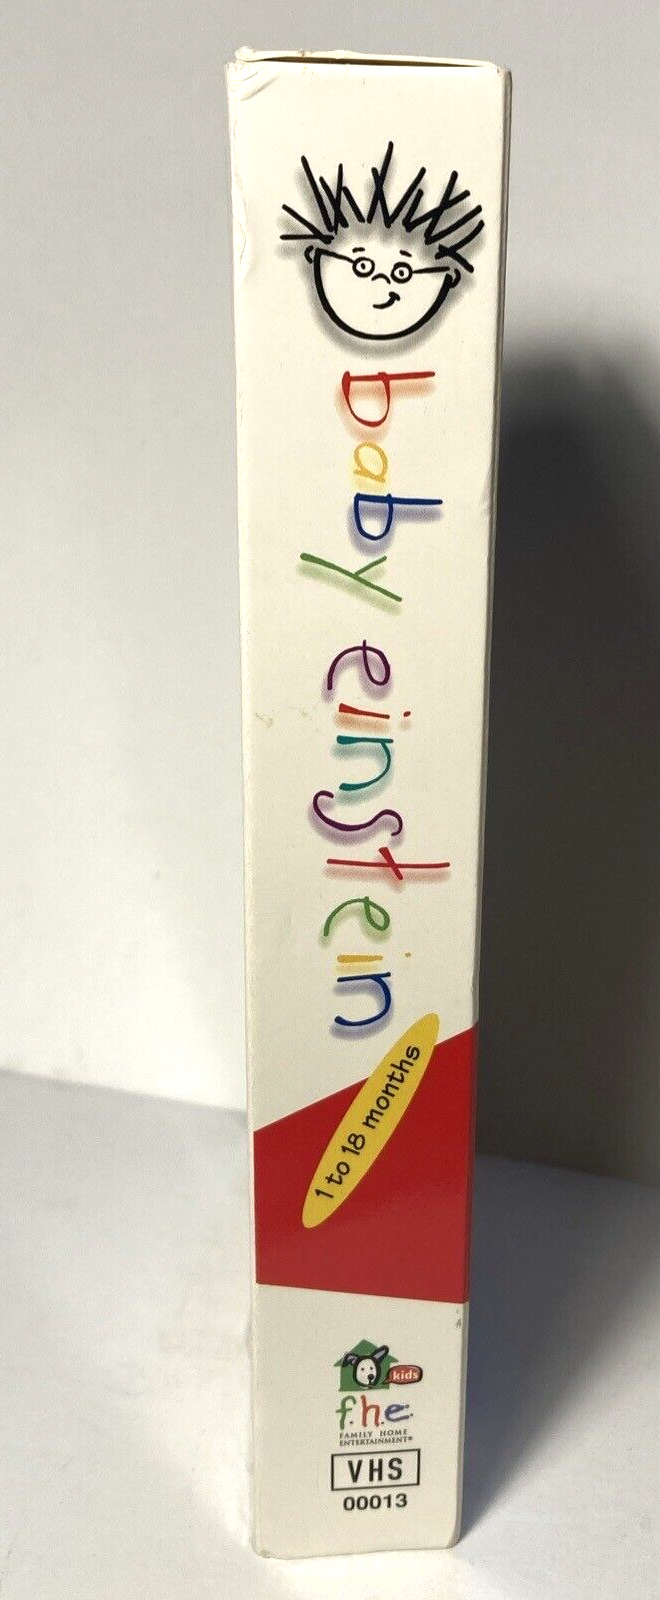 baby einstein
1 to 18 months
kids
f.h.e.
FAMILY HOME
ENTERTAINMENT®
VHS
00013